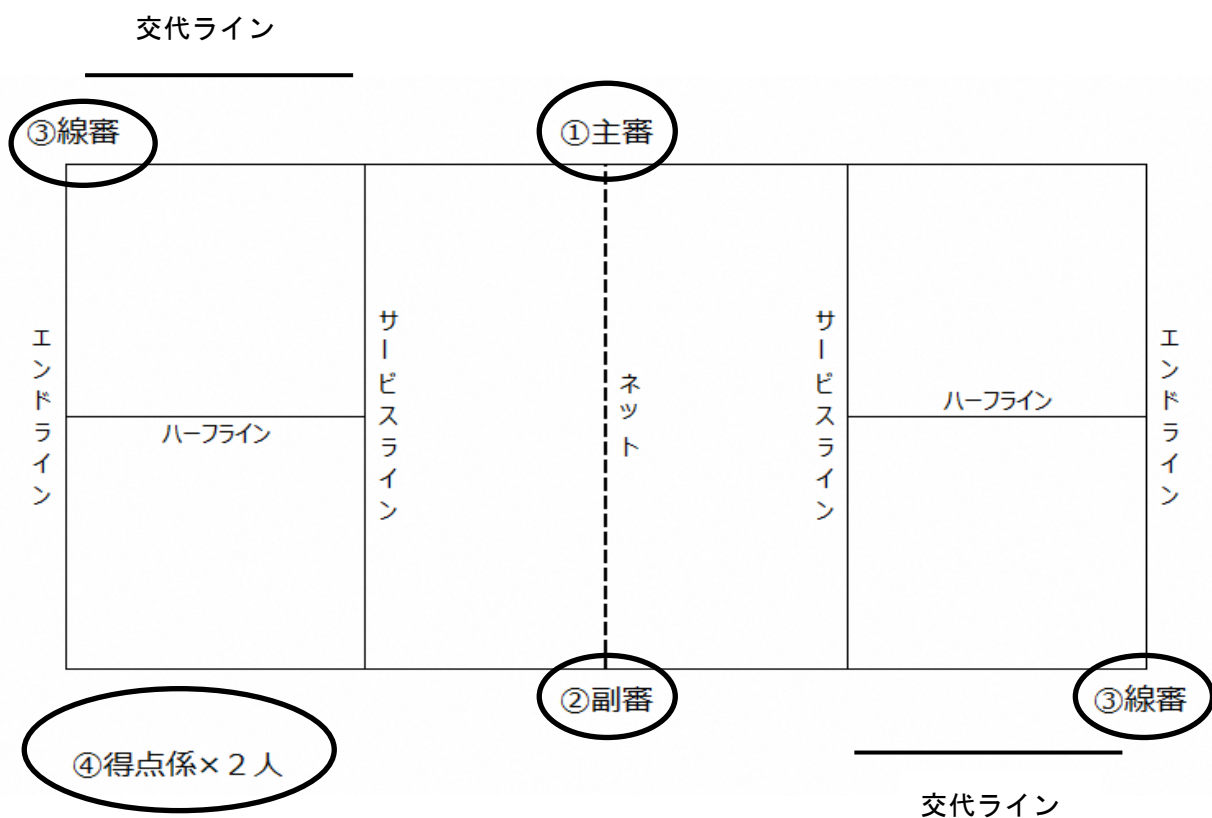 交代ライン
③線審
①主審
エンドライン
サービスライン
ネット
サービスライン
エンドライン
ハーフライン
ハーフライン
②副審
③線審
④得点係×２人
交代ライン